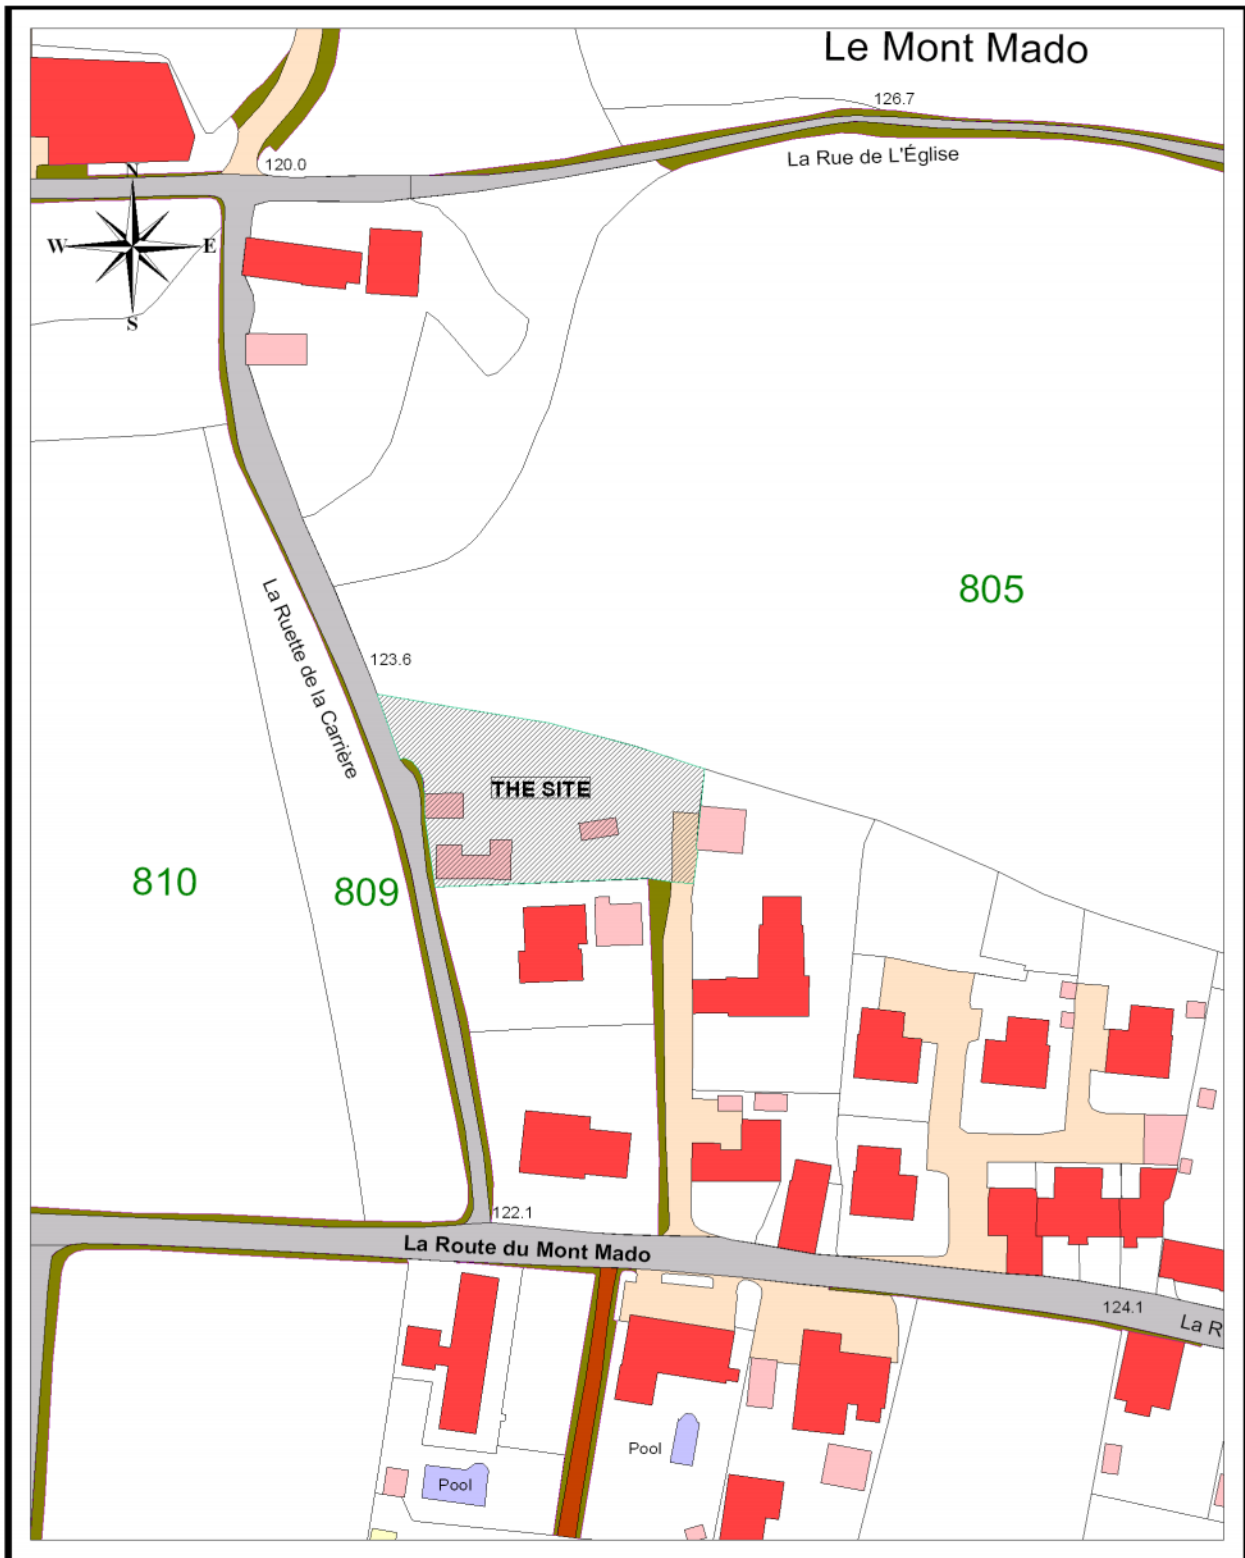 Le Mont Mado
126.7
La Rue de L'Église
120.0
N
W
E
S
805
La Ruette de la Carrière
123.6
THE SITE
810
809
122.1
La Route du Mont Mado
124.1
La R
Pool
Pool